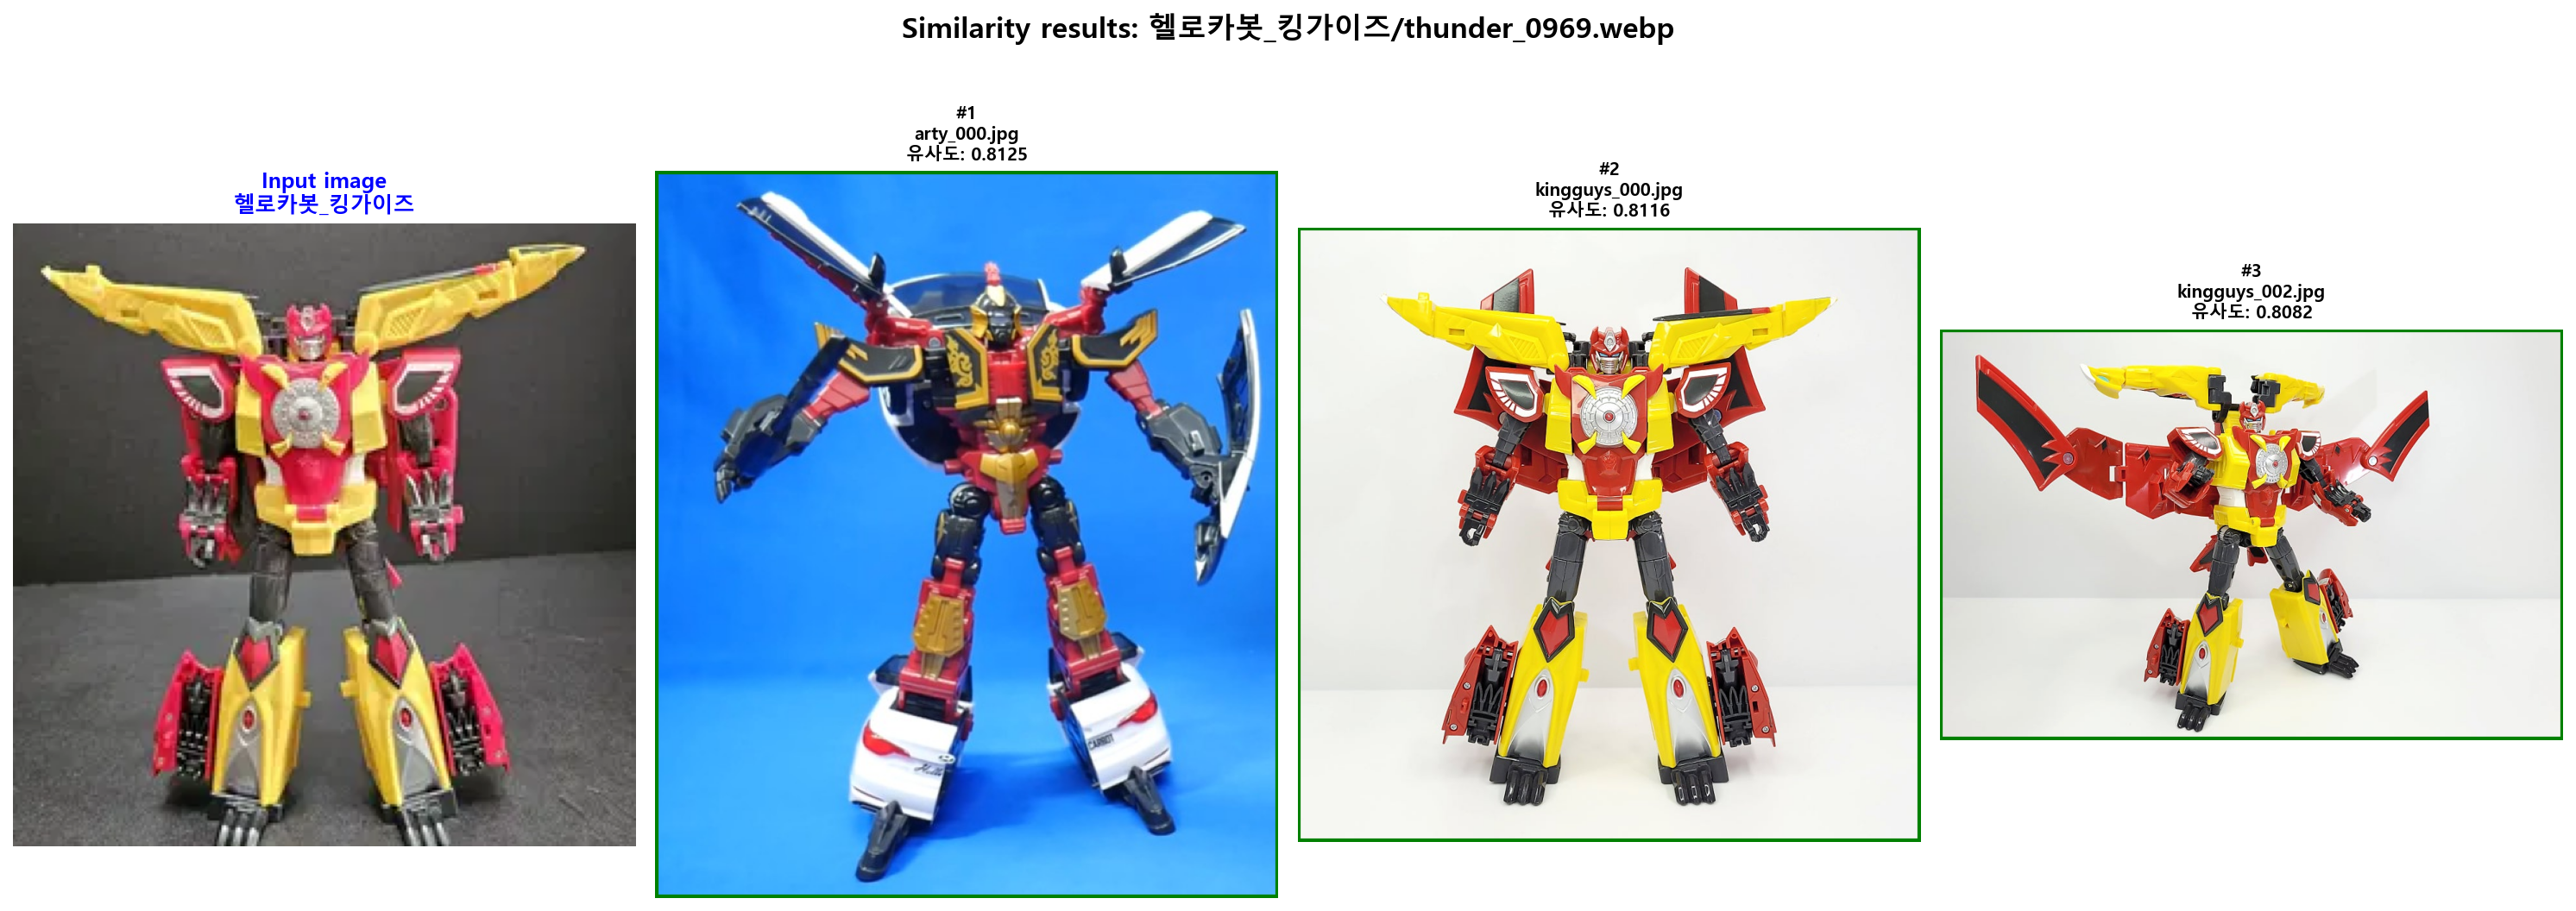 Similarity results: 헬로카봇_킹가이즈/thunder_0969.webp
Input image
헬로카봇_킹가이즈
#1
arty_000.jpg
유사도: 0.8125
#2
kingguys_000.jpg
유사도: 0.8116
#3
kingguys_002.jpg
유사도: 0.8082
CARBOT